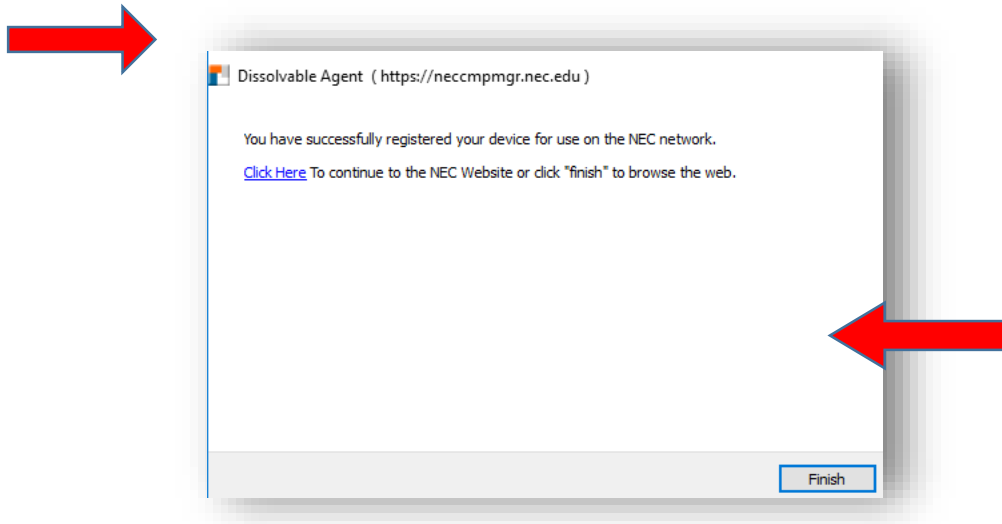 Dissolvable Agent ( https://neccmpmgr.nec.edu )
You have successfully registered your device for use on the NEC network.
Click Here To continue to the NEC Website or click "finish" to browse the web.
Finish